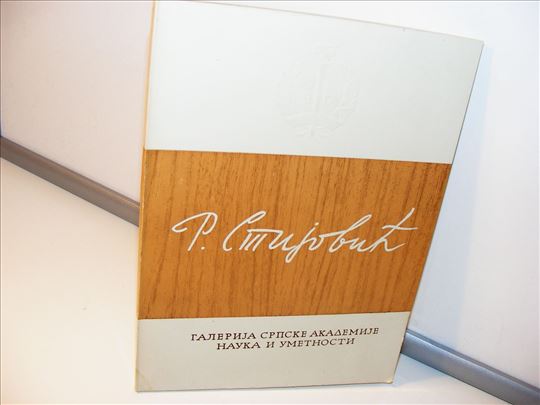 Р. Стијовић
ГАЛЕРИЈА СРПСКЕ АКАДЕМИЈЕ
НАУКА И УМЕТНОСТИ